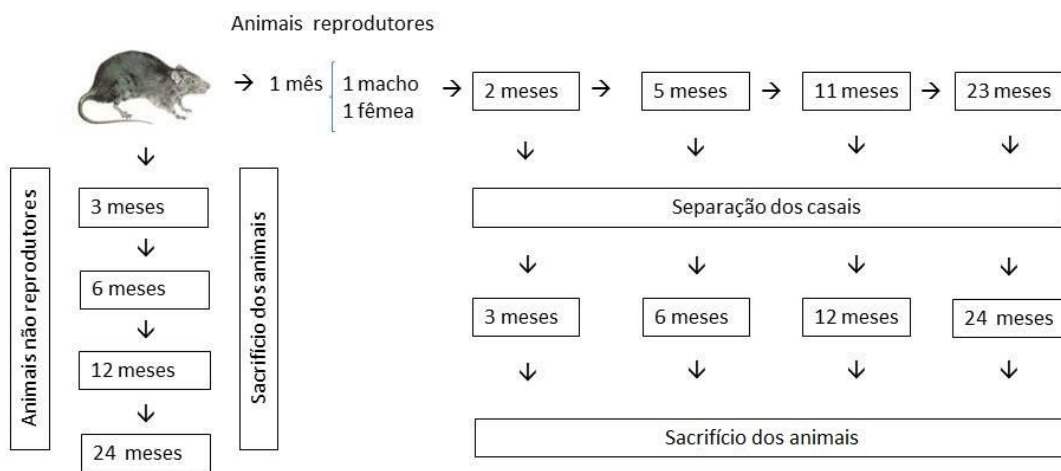 Animais reprodutores
→ 1 mês
1 macho
1 fêmea
→ 2 meses → 5 meses → 11 meses → 23 meses
Separação dos casais
3 meses 6 meses 12 meses 24 meses
Sacrifício dos animais
Animais não reprodutores
3 meses
6 meses
12 meses
24 meses
Sacrifício dos animais